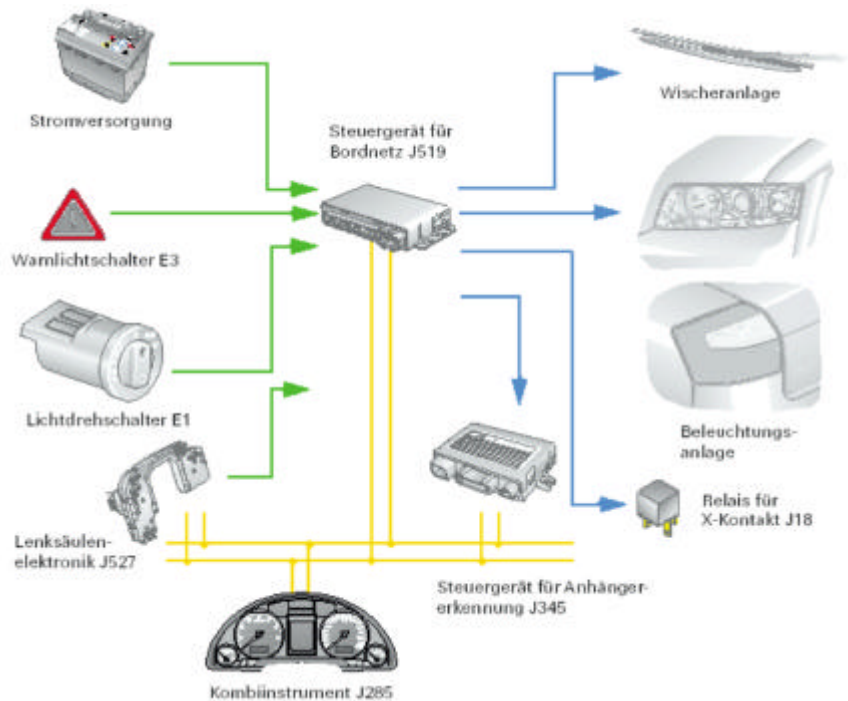 Stromversorgung
Wischeranlage
Steuergerät für
Bordnetz J519
Warnlichtschalter E3
Lichtdrehschalter E1
Beleuchtungs-
anlage
Lenksäulen-
elektronik J527
Relais für
X-Kontakt J18
Steuergerät für Anhänger-
erkennung J345
Kombiinstrument J285